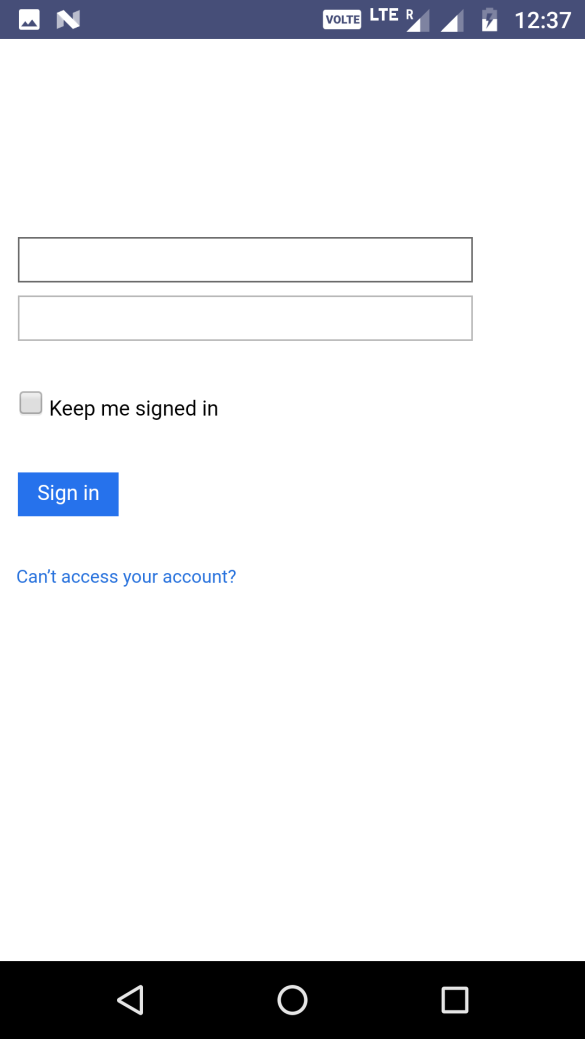 VOLTE LTE R 12:37
Keep me signed in
Sign in
Can't access your account?